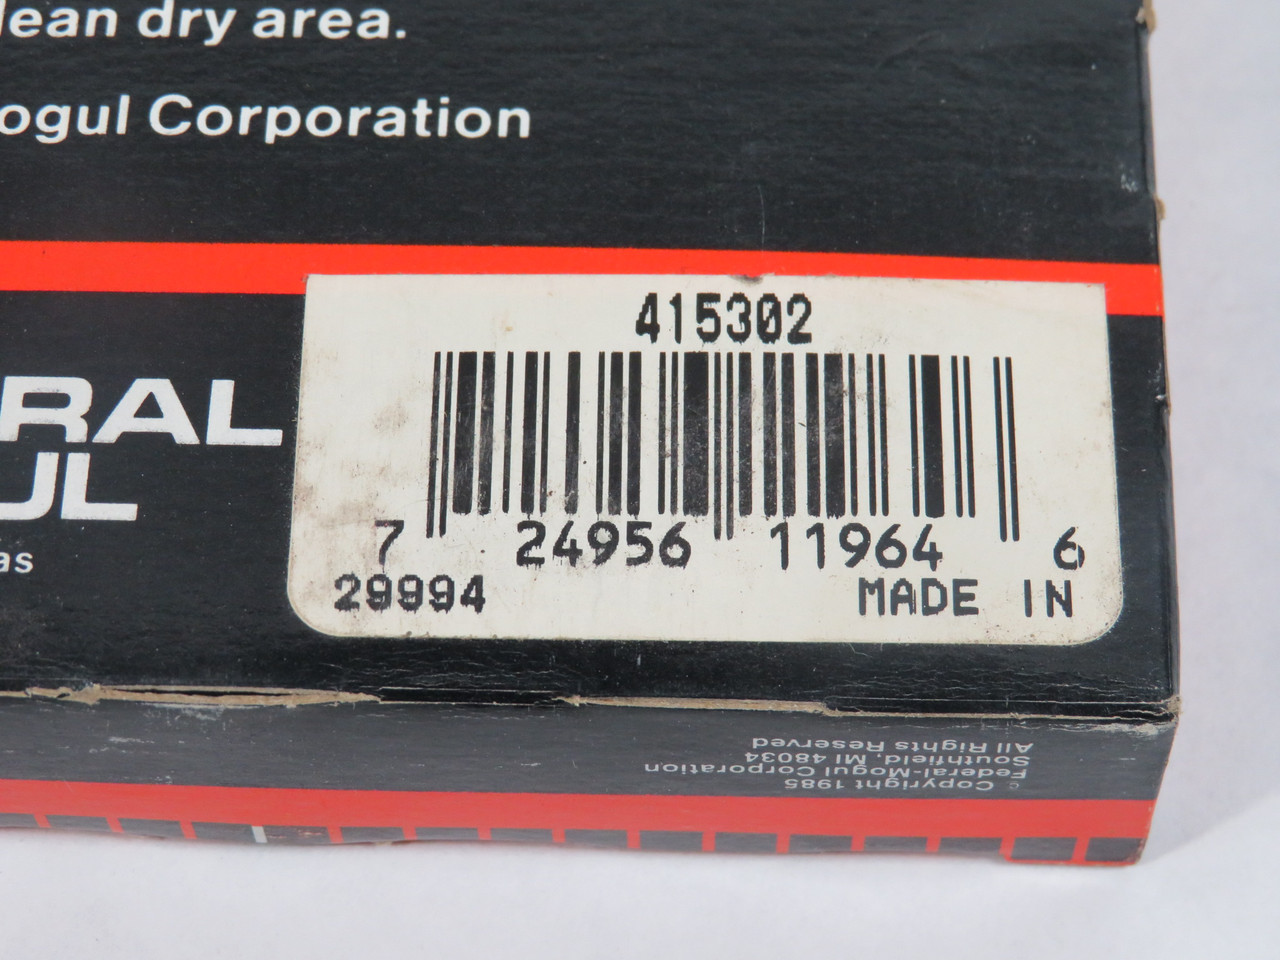 lean dry area.
ogul Corporation
415302
RAL
UL
as
7 24956 11964 6
29994 MADE IN
© Copyright 1985
Federal-Mogul Corporation
Southfield, MI 48034
All Rights Reserved